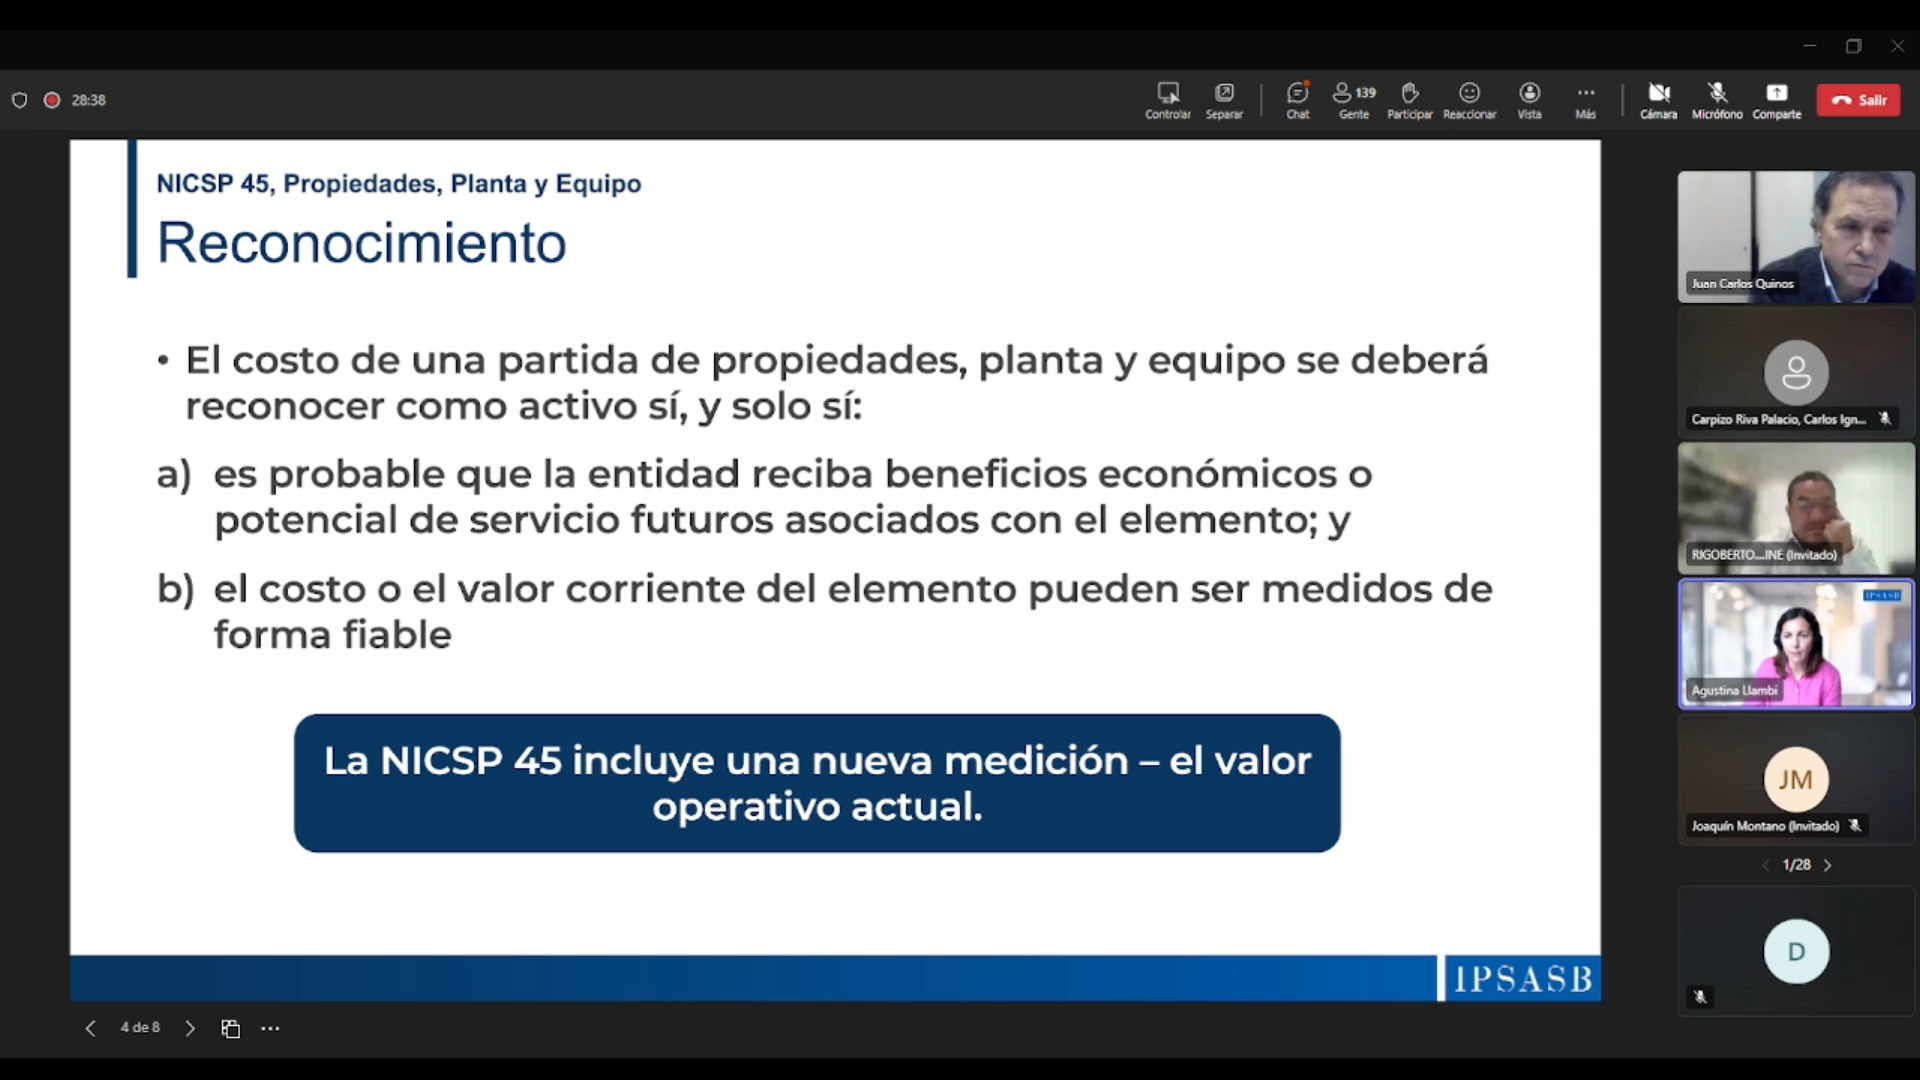 28:38
Controlar
Separar
Chat
139
Gente
Participar
Reaccionar
Vista
Más
Cámara
Micrófono
Comparte
Salir
NICSP 45, Propiedades, Planta y Equipo
Reconocimiento
• El costo de una partida de propiedades, planta y equipo se deberá
reconocer como activo sí, y solo sí:
a) es probable que la entidad reciba beneficios económicos o
potencial de servicio futuros asociados con el elemento; y
b) el costo o el valor corriente del elemento pueden ser medidos de
forma fiable
La NICSP 45 incluye una nueva medición – el valor
operativo actual.
IPSASB
4 de 8
Juan Carlos Quinos
Carpizo Riva Palacio, Carlos Ign...
RIGOBERTO...INE (Invitado)
IPSASB
Agustina Llambi
JM
Joaquín Montano (Invitado)
1/28
D